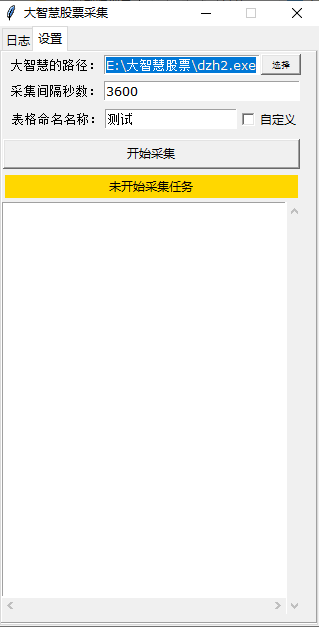 大智慧股票采集
日志 设置
大智慧的路径： E:\大智慧股票\dzh2.exe 选择
采集间隔秒数： 3600
表格命名名称： 测试 自定义
开始采集
未开始采集任务